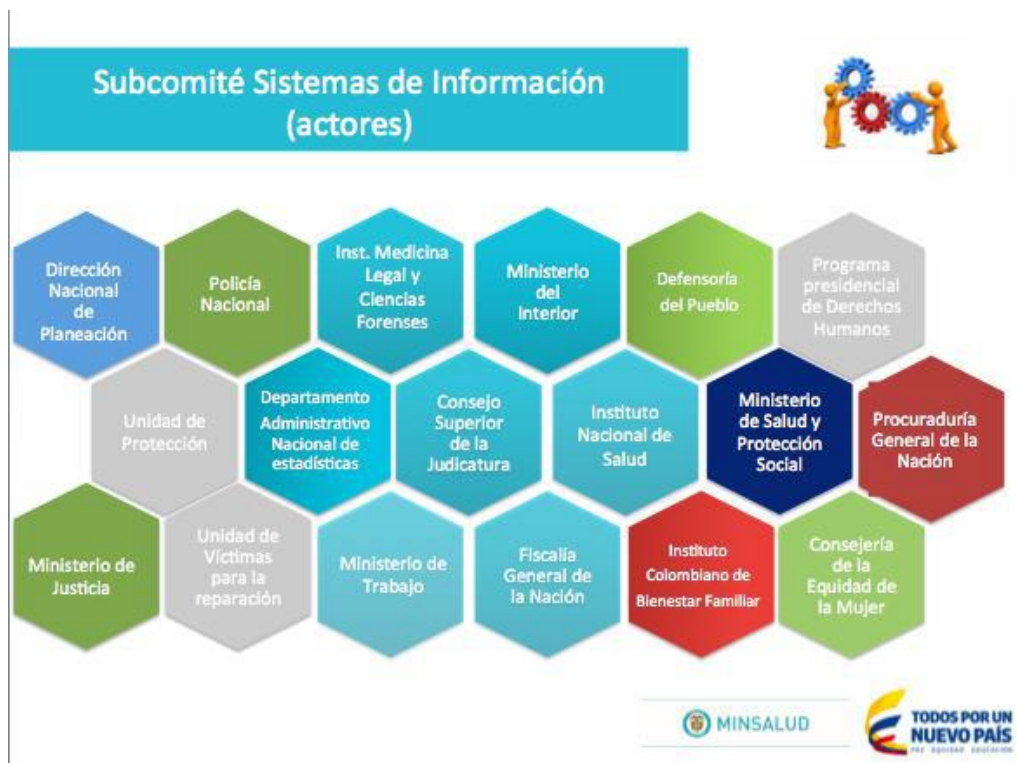 Subcomité Sistemas de Información
(actores)
Dirección
Nacional
de
Planeación
Policía
Nacional
Inst. Medicina
Legal y
Ciencias
Forenses
Ministerio
del
Interior
Defensoría
del Pueblo
Programa
presidencial
de Derechos
Humanos
Unidad de
Protección
Departamento
Administrativo
Nacional de
estadísticas
Consejo
Superior
de la
Judicatura
Instituto
Nacional de
Salud
Ministerio
de Salud y
Protección
Social
Procuraduría
General de la
Nación
Ministerio de
Justicia
Unidad de
Víctimas
para la
reparación
Ministerio de
Trabajo
Fiscalía
General de
la Nación
Instituto
Colombiano de
Bienestar Familiar
Consejería
de la
Equidad de
la Mujer
MINSALUD
TODOS POR UN
NUEVO PAÍS
PAZ EQUIDAD EDUCACIÓN